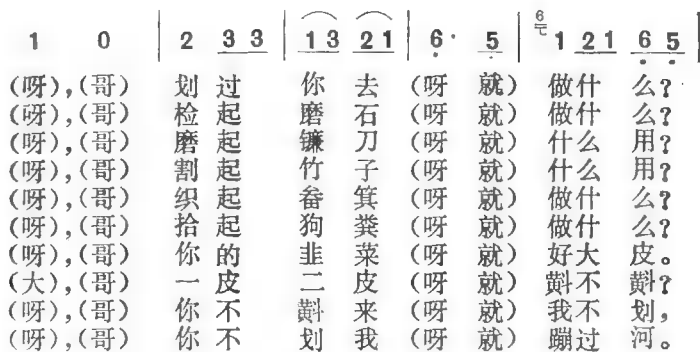 1 0 | 2 3 3 | 1 3 2 1 | 6· 5 | 6 1 2 1 6 5 |
(呀),(哥) 划过 你去 (呀就) 做什么?
(呀),(哥) 检起 磨石 (呀就) 做什么?
(呀),(哥) 磨起 镰刀 (呀就) 什么用?
(呀),(哥) 割起 竹子 (呀就) 什么用?
(呀),(哥) 织起 畚箕 (呀就) 做什么?
(呀),(哥) 拾起 狗粪 (呀就) 做什么?
(呀),(哥) 你的 韭菜 (呀就) 好大皮。
(大),(哥) 一皮 二皮 (呀就) 斢不斢?
(呀),(哥) 你不 斢来 (呀就) 我不划,
(呀),(哥) 你不 划我 (呀就) 蹦过河。